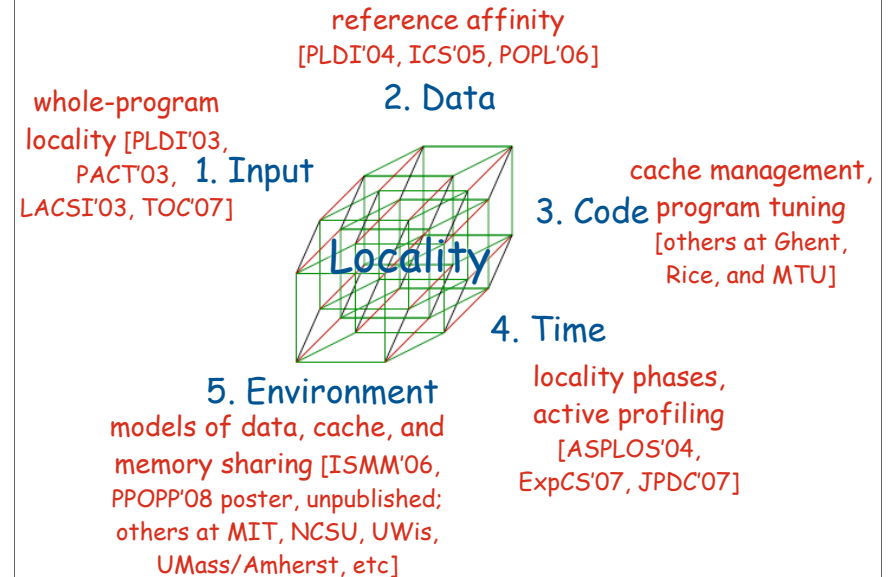 reference affinity
[PLDI'04, ICS'05, POPL'06]
2. Data
whole-program
locality [PLDI'03,
PACT'03,
LACSI'03, TOC'07]
1. Input
Locality
cache management,
3. Code program tuning
[others at Ghent,
Rice, and MTU]
4. Time
locality phases,
active profiling
[ASPLOS'04,
ExpCS'07, JPDC'07]
5. Environment
models of data, cache, and
memory sharing [ISMM'06,
PPOPP'08 poster, unpublished;
others at MIT, NCSU, UWis,
UMass/Amherst, etc]